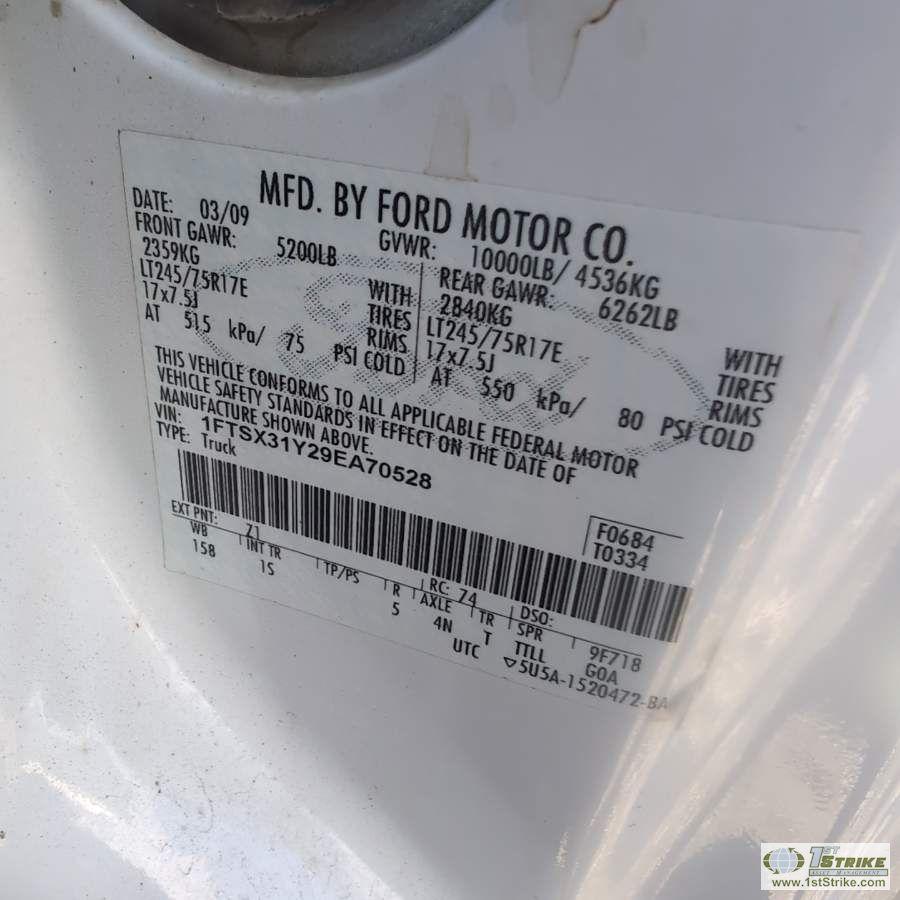 MFD. BY FORD MOTOR CO.
DATE: 03/09 GVWR: 10000LB/ 4536KG
FRONT GAWR: 5200LB REAR GAWR: 6262LB
2359KG WITH 2840KG WITH
LT245/75R17E TIRES LT245/75R17E TIRES
17x7.5J RIMS 17x7.5J RIMS
AT 515 kPa/ 75 PSI COLD AT 550 kPa/ 80 PSI COLD
THIS VEHICLE CONFORMS TO ALL APPLICABLE FEDERAL MOTOR
VEHICLE SAFETY STANDARDS IN EFFECT ON THE DATE OF
MANUFACTURE SHOWN ABOVE.
VIN: 1FTSX31Y29EA70528
TYPE: Truck
F0684
T0334
EXT PNT: Z1 RC: 74 DSO: 9F718
WB INT TR TP/PS R AXLE TR SPR G0A
158 15 5 4N T TTLL
UTC ▽5U5A-1520472-BA
1ST STRIKE
ASSET MANAGEMENT
www.1stStrike.com